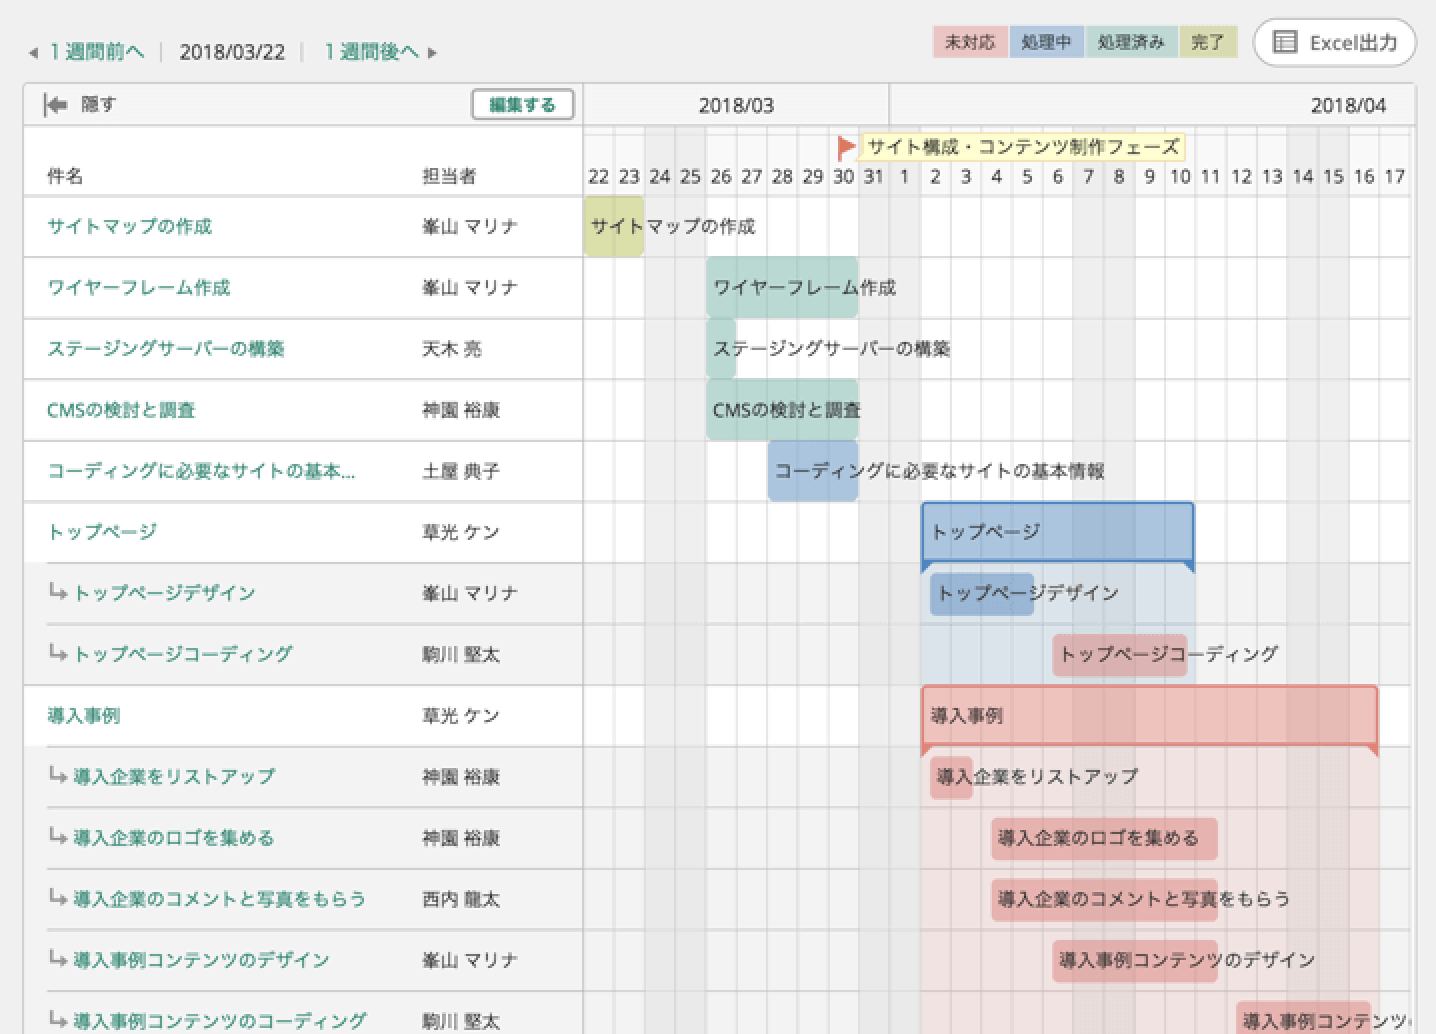 1 週間前へ 2018/03/22 1 週間後へ
未対応 処理中 処理済み 完了 Excel出力
隠す 編集する 2018/03 2018/04
サイト構成・コンテンツ制作フェーズ
件名 担当者 22 23 24 25 26 27 28 29 30 31 1 2 3 4 5 6 7 8 9 10 11 12 13 14 15 16 17
サイトマップの作成 峯山 マリナ サイトマップの作成
ワイヤーフレーム作成 峯山 マリナ ワイヤーフレーム作成
ステージングサーバーの構築 天木 亮 ステージングサーバーの構築
CMSの検討と調査 神園 裕康 CMSの検討と調査
コーディングに必要なサイトの基本... 土屋 典子 コーディングに必要なサイトの基本情報
トップページ 草光 ケン トップページ
トップページデザイン 峯山 マリナ トップページデザイン
トップページコーディング 駒川 堅太 トップページコーディング
導入事例 草光 ケン 導入事例
導入企業をリストアップ 神園 裕康 導入企業をリストアップ
導入企業のロゴを集める 神園 裕康 導入企業のロゴを集める
導入企業のコメントと写真をもらう 西内 龍太 導入企業のコメントと写真をもらう
導入事例コンテンツのデザイン 峯山 マリナ 導入事例コンテンツのデザイン
導入事例コンテンツのコーディング 駒川 堅太 導入事例コンテンツ